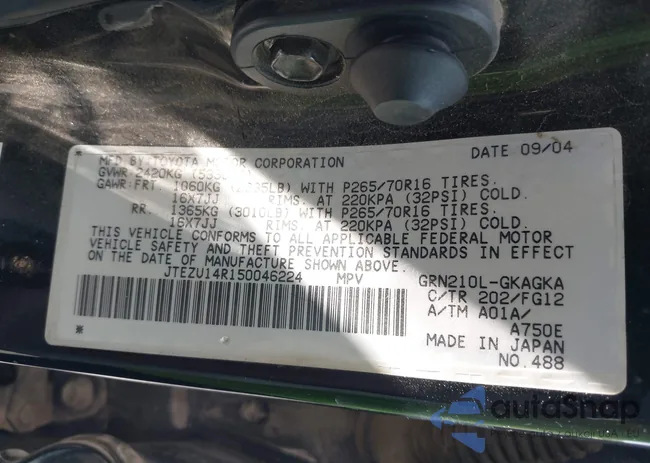 MFD BY TOYOTA MOTOR CORPORATION DATE 09/04
GVWR 2420KG
GAWR:FRT. 1060KG WITH P265/70R16 TIRES.
16X7JJ RIMS. AT 220KPA (32PSI) COLD.
RR. 1365KG (3010LB) WITH P265/70R16 TIRES.
16X7JJ RIMS. AT 220KPA (32PSI) COLD.
THIS VEHICLE CONFORMS TO ALL APPLICABLE FEDERAL MOTOR
VEHICLE SAFETY AND THEFT PREVENTION STANDARDS IN EFFECT
ON THE DATE OF MANUFACTURE SHOWN ABOVE.
JTEZU14R150046224 MPV GRN210L-GKAGKA
C/TR 202/FG12
A/TM A01A/
A750E
MADE IN JAPAN
NO.488
autoSnap